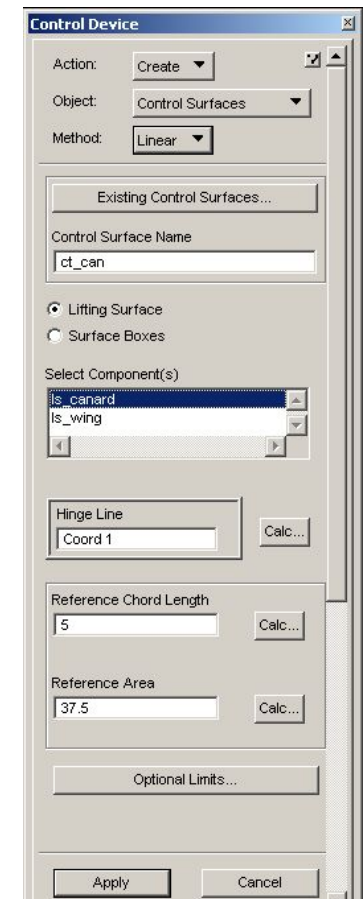 Control Device
Action: Create
Object: Control Surfaces
Method: Linear
Existing Control Surfaces...
Control Surface Name
ct_can
Lifting Surface
Surface Boxes
Select Component(s)
ls_canard
ls_wing
Hinge Line
Coord 1
Calc...
Reference Chord Length
5
Calc...
Reference Area
37.5
Calc...
Optional Limits...
Apply
Cancel